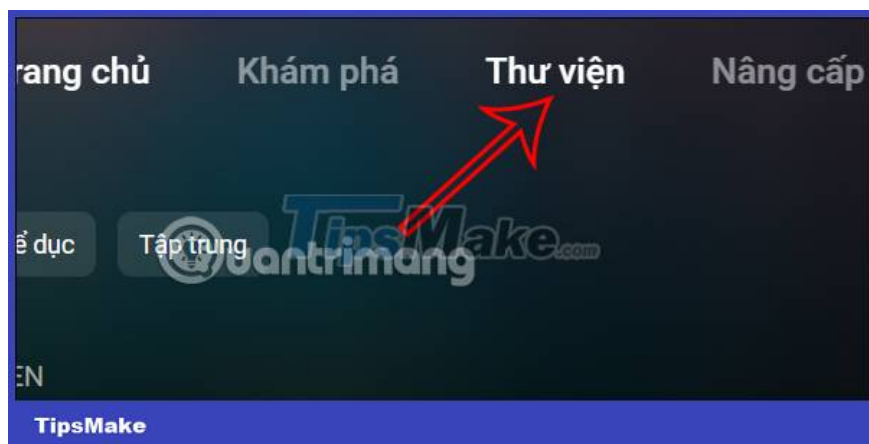 rang chủ Khám phá Thư viện Nâng cấp
ể dục Tập trung
TipsMake.com
Quantrimang
EN
TipsMake